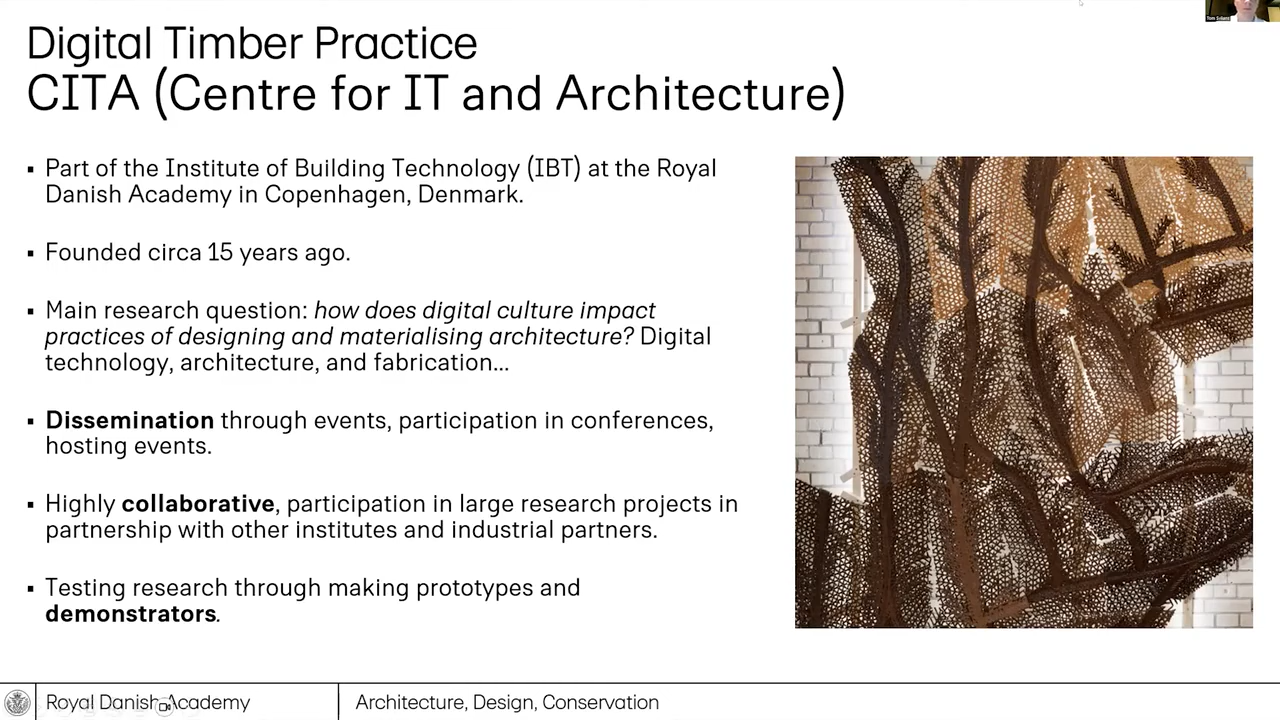 Digital Timber Practice
CITA (Centre for IT and Architecture)
▪ Part of the Institute of Building Technology (IBT) at the Royal
Danish Academy in Copenhagen, Denmark.
▪ Founded circa 15 years ago.
▪ Main research question: how does digital culture impact
practices of designing and materialising architecture? Digital
technology, architecture, and fabrication...
▪ Dissemination through events, participation in conferences,
hosting events.
▪ Highly collaborative, participation in large research projects in
partnership with other institutes and industrial partners.
▪ Testing research through making prototypes and
demonstrators.
Royal Danish Academy
Architecture, Design, Conservation